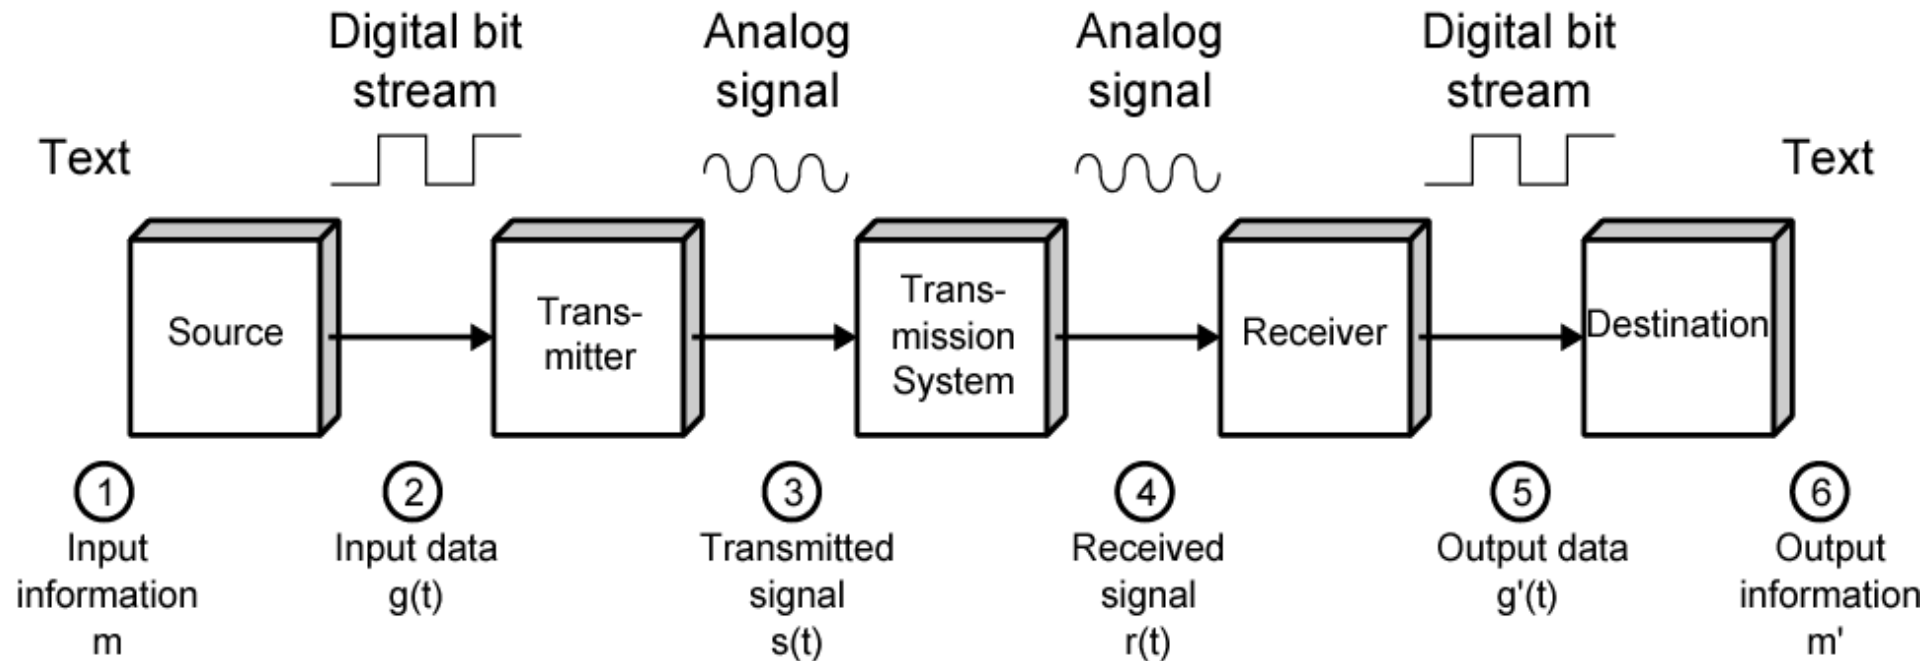 Digital bit
stream
Analog
signal
Analog
signal
Digital bit
stream
Text
Text
Source
Trans-
mitter
Trans-
mission
System
Receiver
Destination
1
Input
information
m
2
Input data
g(t)
3
Transmitted
signal
s(t)
4
Received
signal
r(t)
5
Output data
g'(t)
6
Output
information
m'